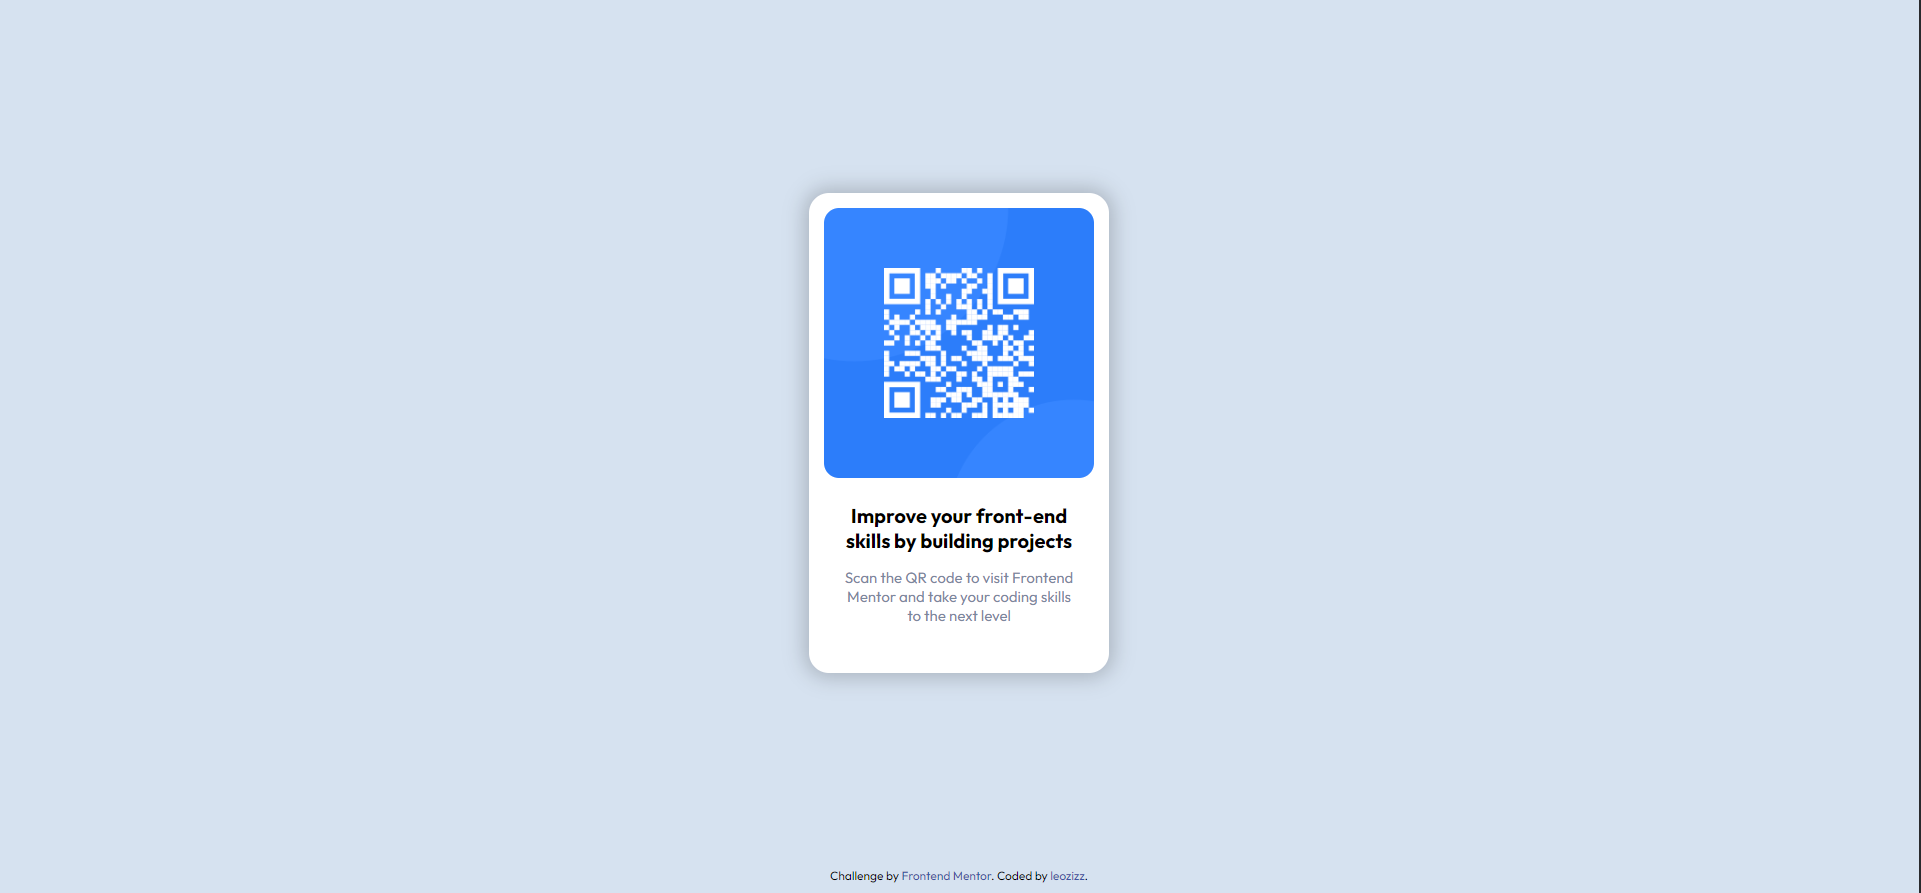 Improve your front-end
skills by building projects
Scan the QR code to visit Frontend
Mentor and take your coding skills
to the next level
Challenge by Frontend Mentor. Coded by leozizz.